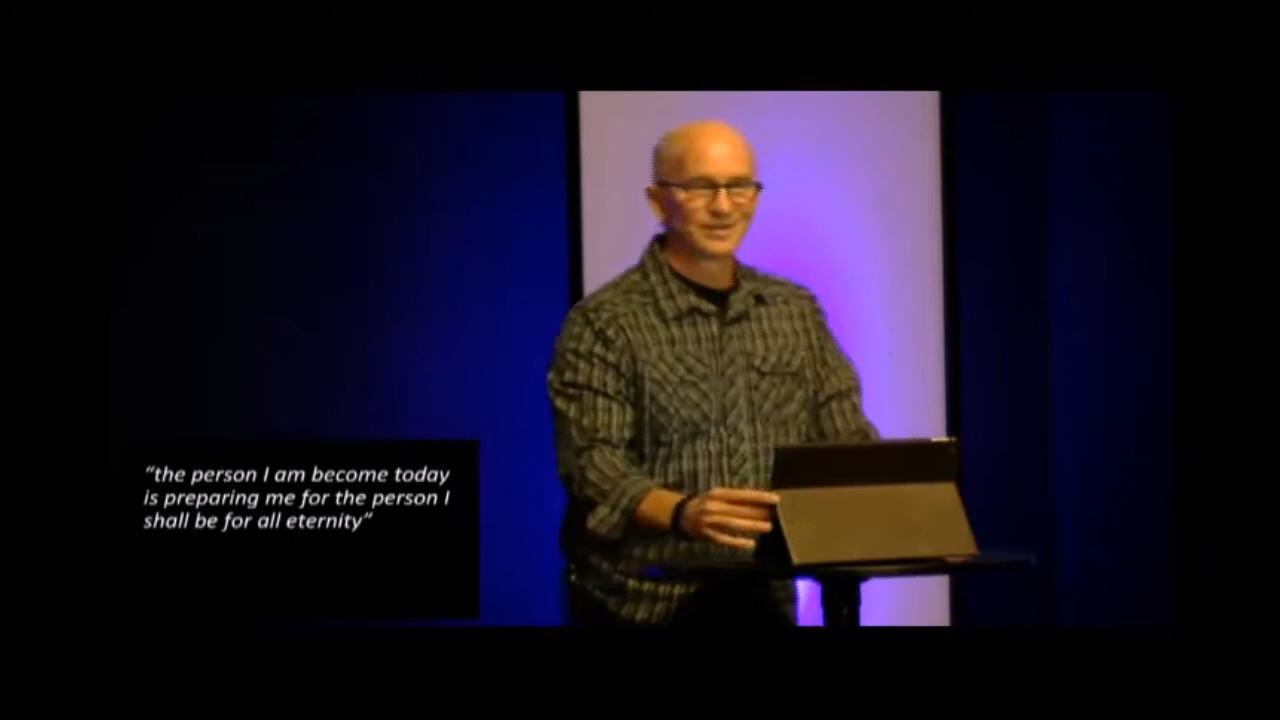 “the person I am become today
is preparing me for the person I
shall be for all eternity”